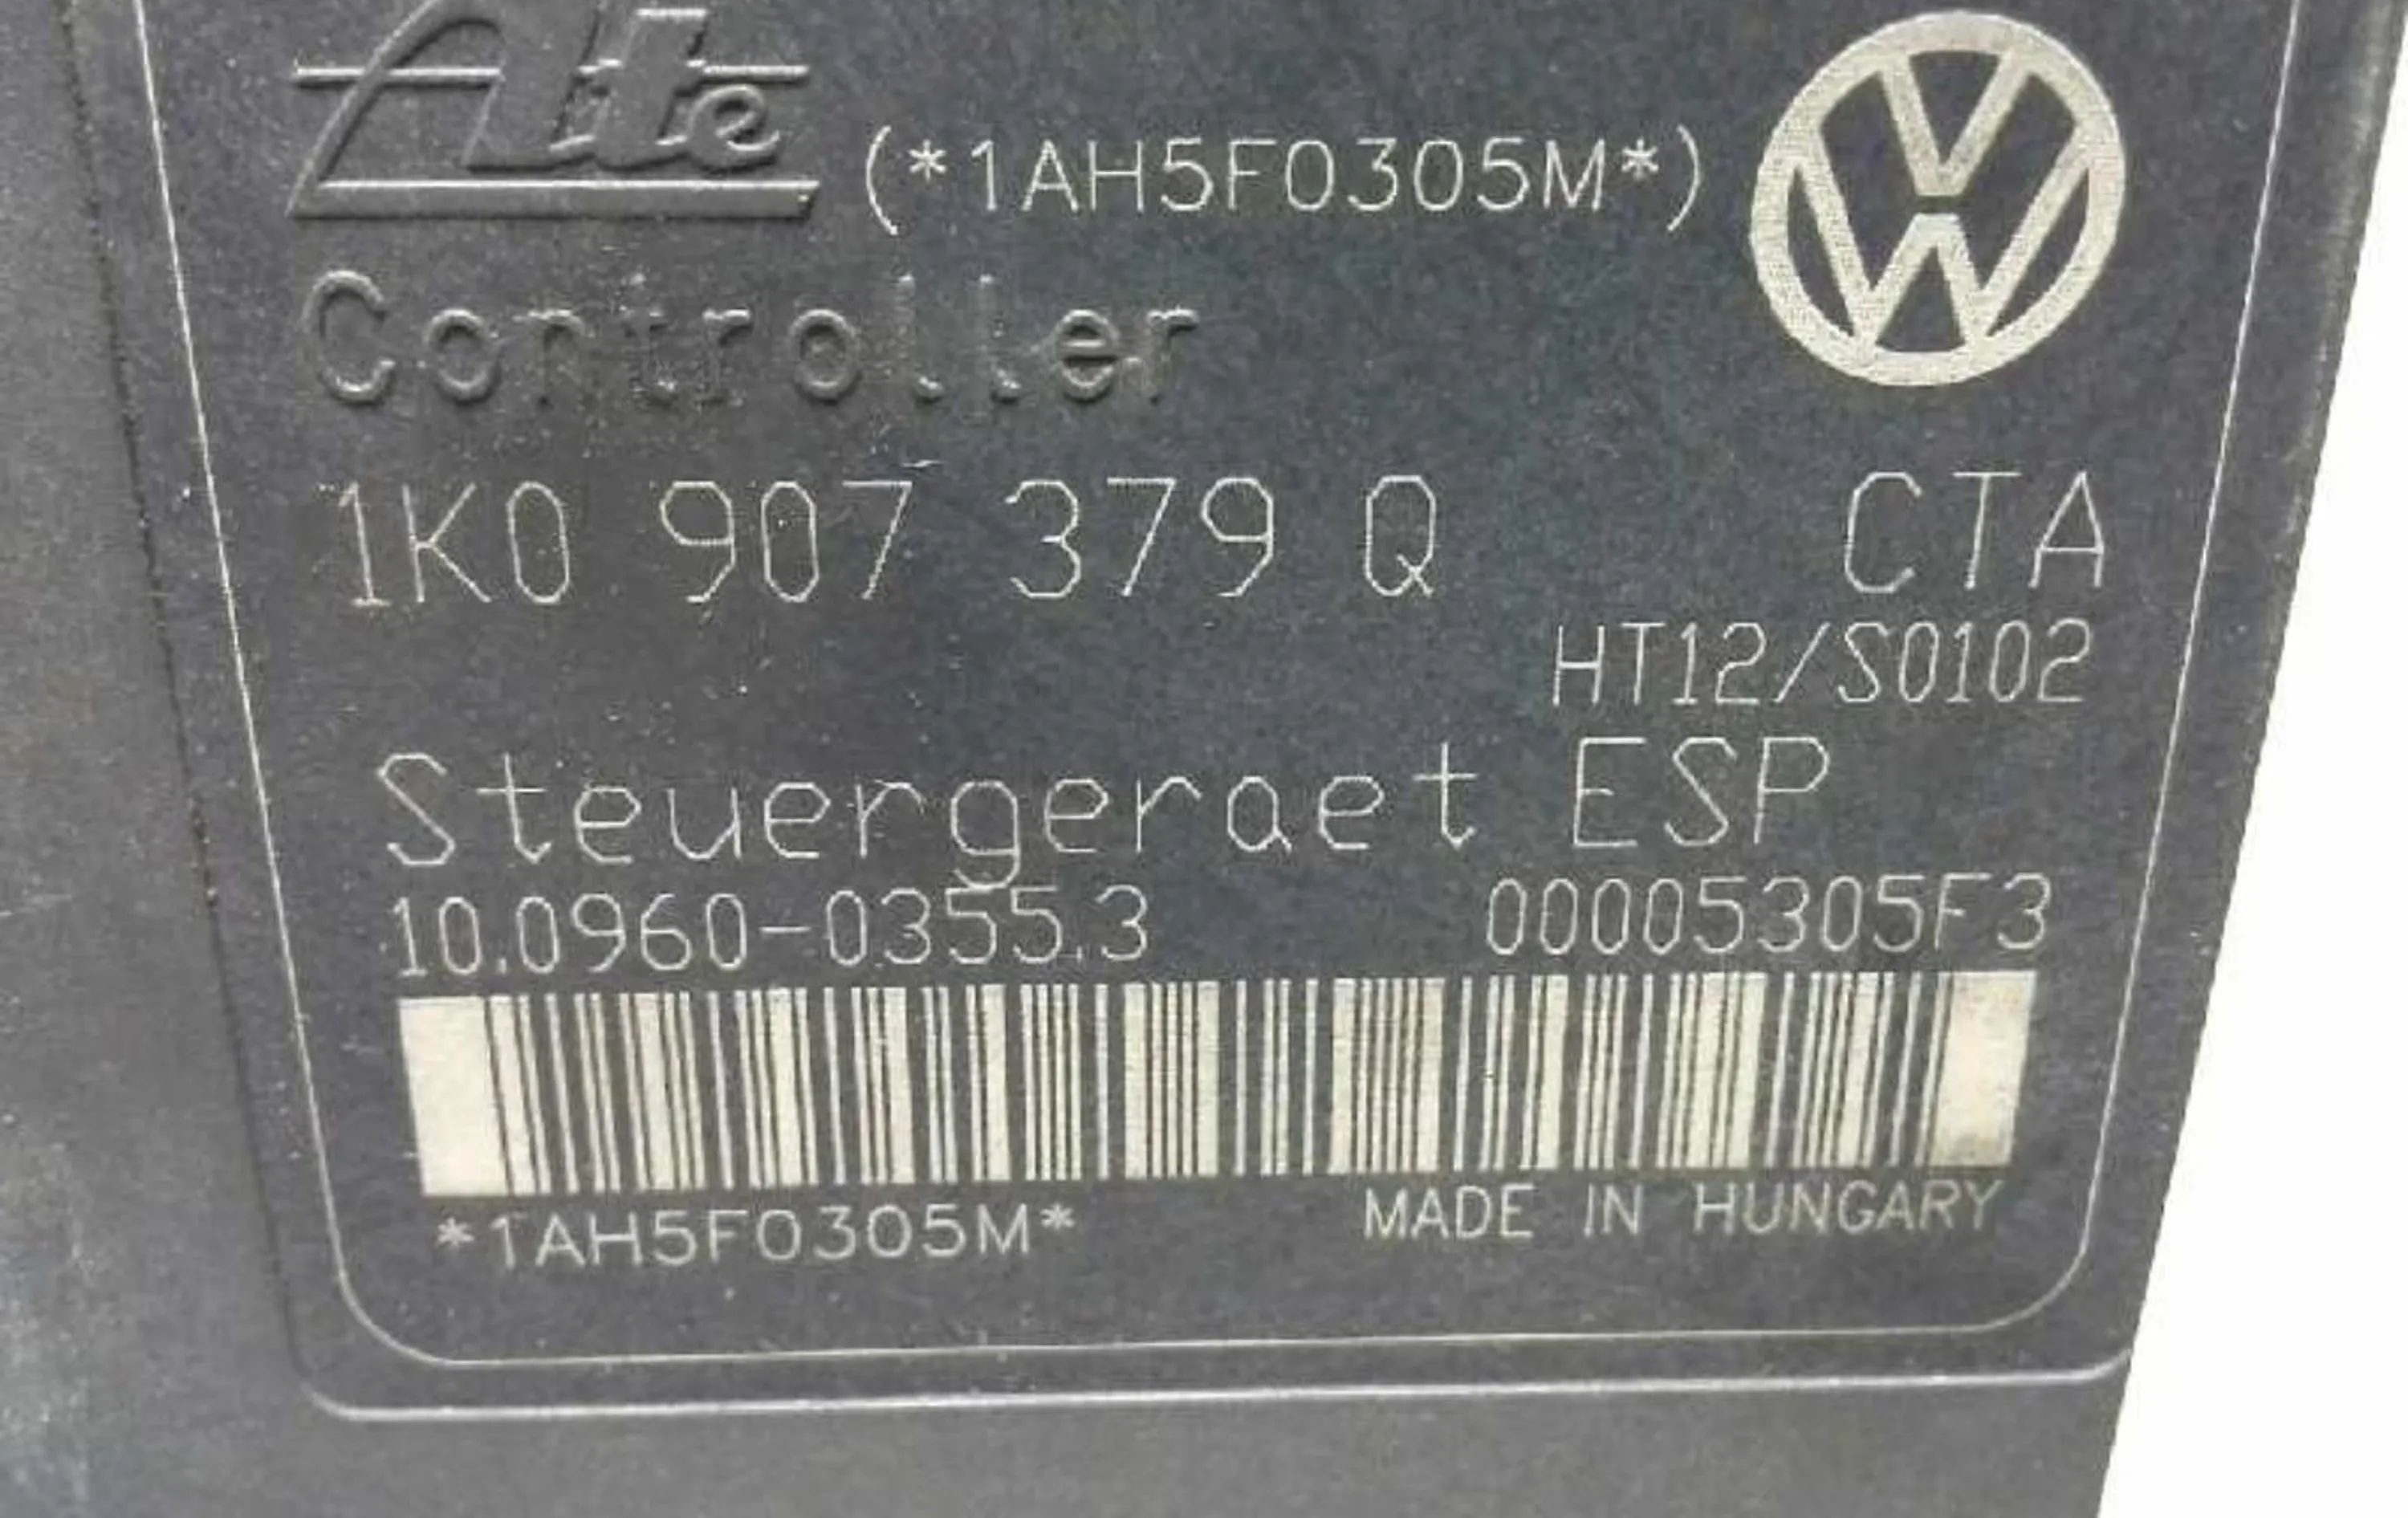 Ate (*1AH5F0305M*)
Controller
1K0 907 379 Q CTA
HT12/S0102
Steuergeraet ESP
10.0960-0355.3 00005305F3
*1AH5F0305M* MADE IN HUNGARY